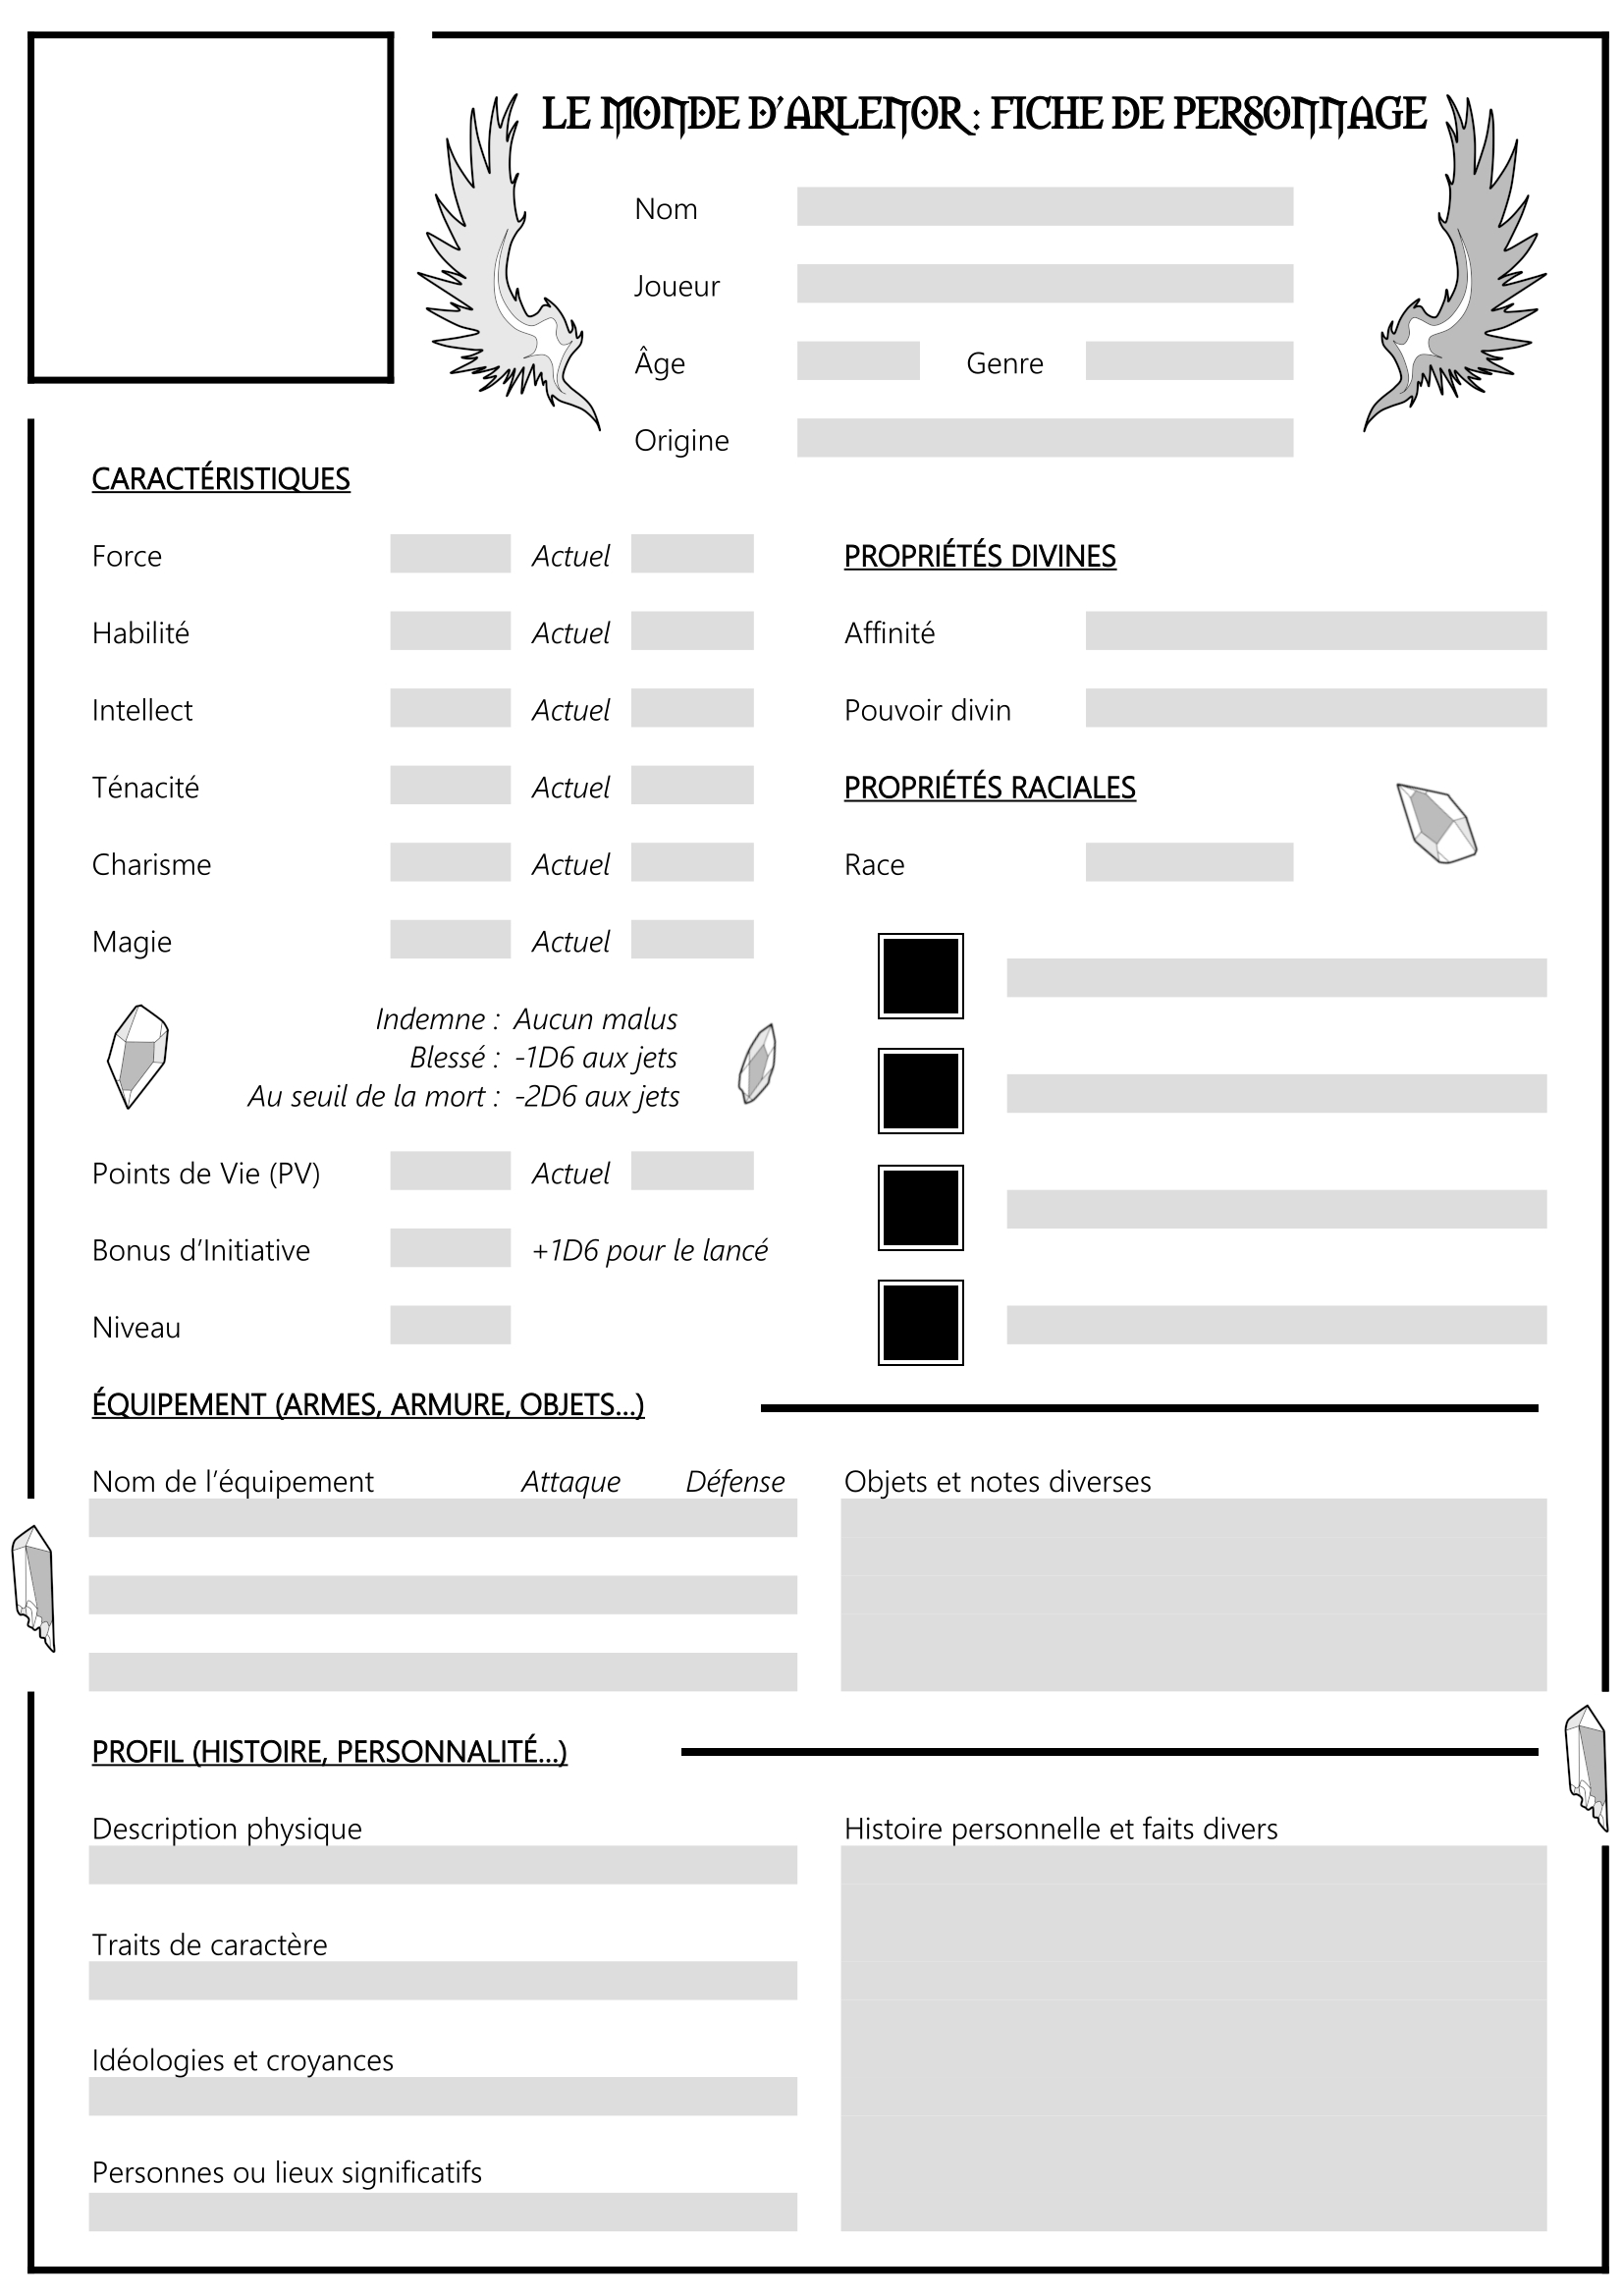 LE MONDE D'ARLENOR : FICHE DE PERSONNAGE
Nom
Joueur
Âge Genre
Origine
CARACTÉRISTIQUES
Force Actuel
Habilité Actuel
Intellect Actuel
Ténacité Actuel
Charisme Actuel
Magie Actuel
Indemne : Aucun malus
Blessé : -1D6 aux jets
Au seuil de la mort : -2D6 aux jets
Points de Vie (PV) Actuel
Bonus d’Initiative +1D6 pour le lancé
Niveau
PROPRIÉTÉS DIVINES
Affinité
Pouvoir divin
PROPRIÉTÉS RACIALES
Race
ÉQUIPEMENT (ARMES, ARMURE, OBJETS…)
Nom de l’équipement Attaque Défense
Objets et notes diverses
PROFIL (HISTOIRE, PERSONNALITÉ…)
Description physique
Traits de caractère
Idéologies et croyances
Personnes ou lieux significatifs
Histoire personnelle et faits divers